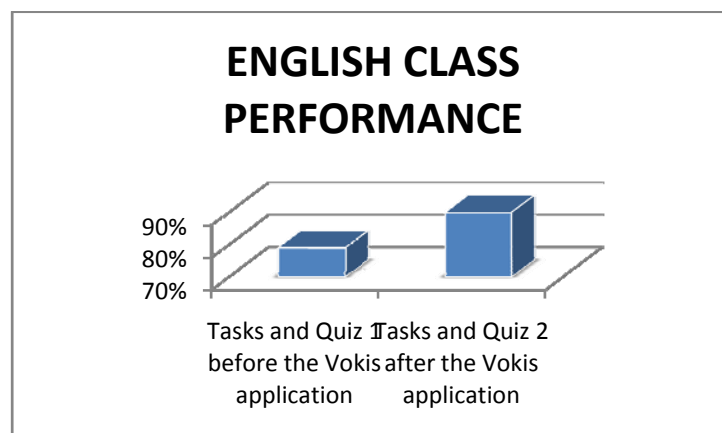 ENGLISH CLASS
PERFORMANCE
90%
80%
70%
Tasks and Quiz 1
before the Vokis
application
Tasks and Quiz 2
after the Vokis
application